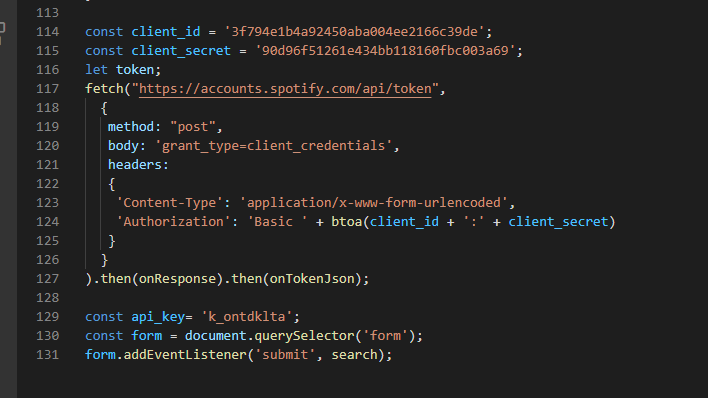 113
114 const client_id = '3f794e1b4a92450aba004ee2166c39de';
115 const client_secret = '90d96f51261e434bb118160fbc003a69';
116 let token;
117 fetch("https://accounts.spotify.com/api/token",
118 {
119 method: "post",
120 body: 'grant_type=client_credentials',
121 headers:
122 {
123 'Content-Type': 'application/x-www-form-urlencoded',
124 'Authorization': 'Basic ' + btoa(client_id + ':' + client_secret)
125 }
126 }
127 ).then(onResponse).then(onTokenJson);
128
129 const api_key= 'k_ontdklta';
130 const form = document.querySelector('form');
131 form.addEventListener('submit', search);